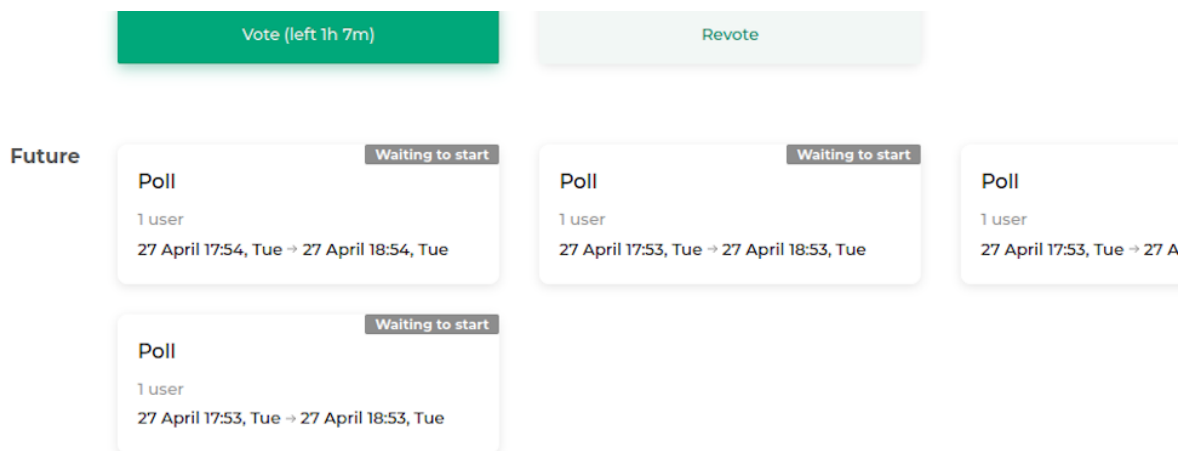 Vote (left 1h 7m)
Revote
Future
Waiting to start
Poll
1 user
27 April 17:54, Tue → 27 April 18:54, Tue
Waiting to start
Poll
1 user
27 April 17:53, Tue → 27 April 18:53, Tue
Poll
1 user
27 April 17:53, Tue → 27 A
Waiting to start
Poll
1 user
27 April 17:53, Tue → 27 April 18:53, Tue